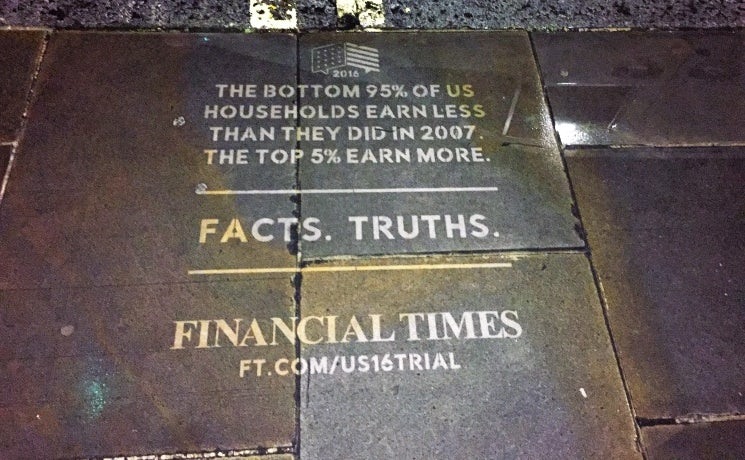 2016
THE BOTTOM 95% OF US
HOUSEHOLDS EARN LESS
THAN THEY DID IN 2007.
THE TOP 5% EARN MORE.
FACTS. TRUTHS.
FINANCIAL TIMES
FT.COM/US16TRIAL